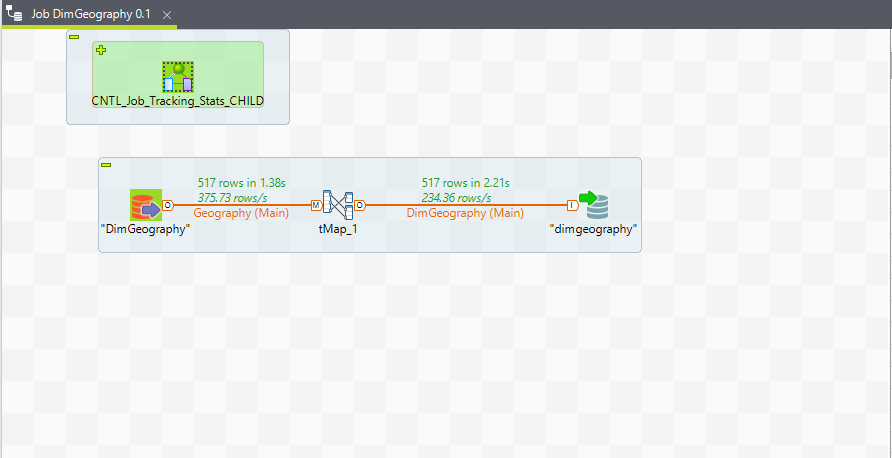 Job DimGeography 0.1
CNTL_Job_Tracking_Stats_CHILD
517 rows in 1.38s
375.73 rows/s
Geography (Main)
517 rows in 2.21s
234.36 rows/s
DimGeography (Main)
O
M
O
I
"DimGeography"
tMap_1
"dimgeography"